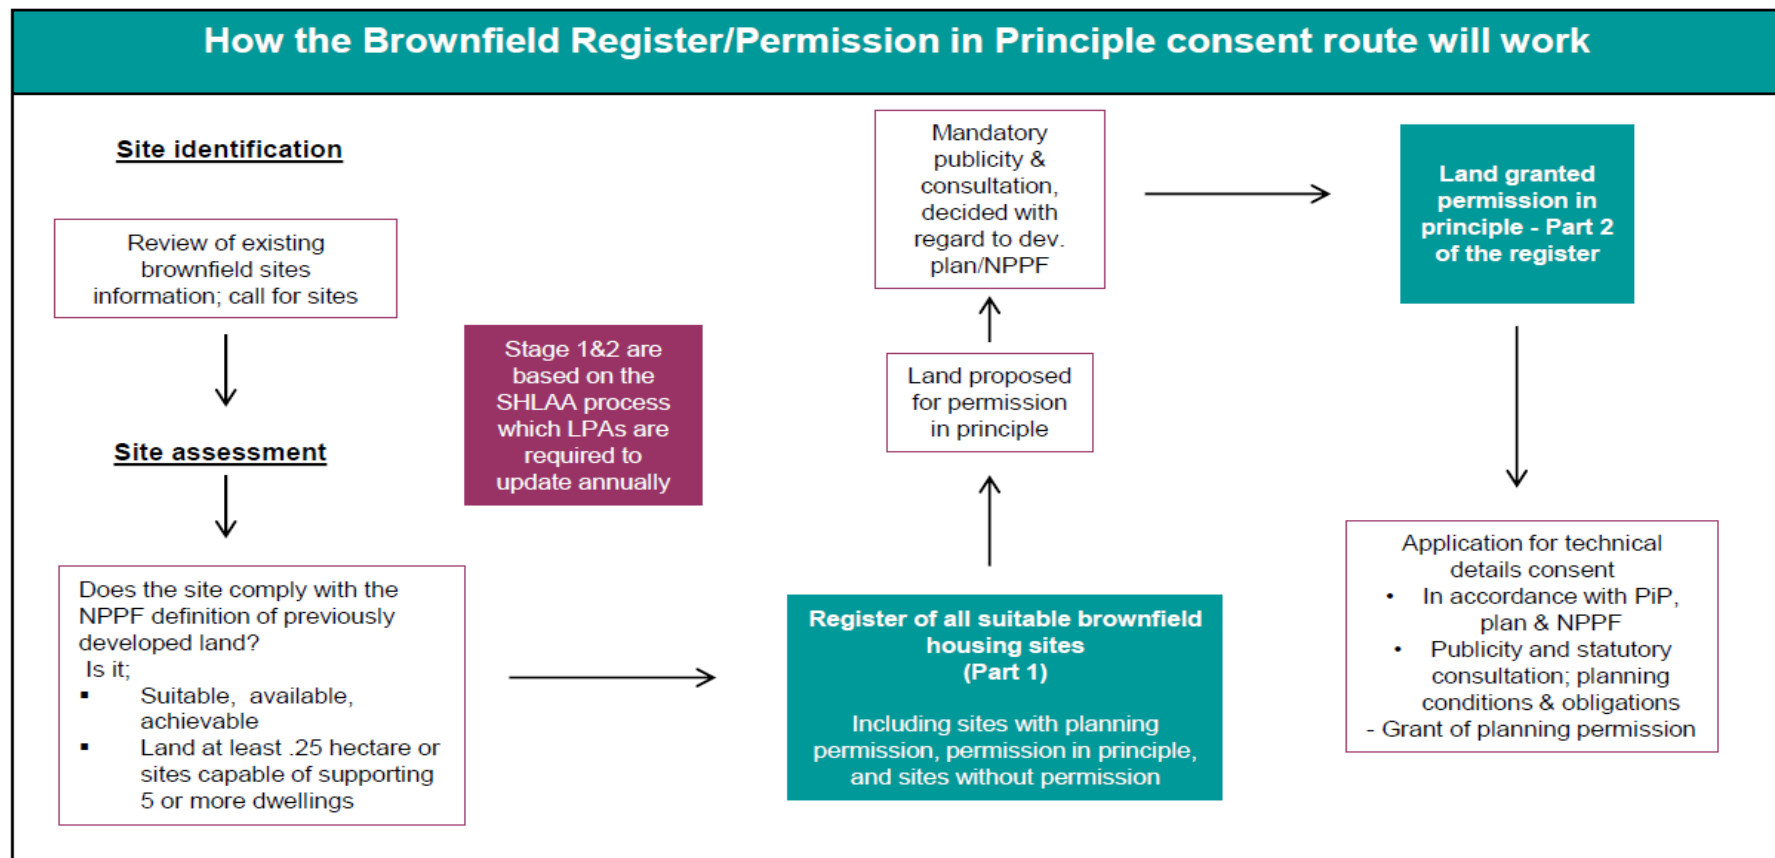 How the Brownfield Register/Permission in Principle consent route will work
Site identification
Review of existing
brownfield sites
information; call for sites
Site assessment
Does the site comply with the
NPPF definition of previously
developed land?
Is it;
▪ Suitable, available,
achievable
▪ Land at least .25 hectare or
sites capable of supporting
5 or more dwellings
Stage 1&2 are
based on the
SHLAA process
which LPAs are
required to
update annually
Register of all suitable brownfield
housing sites
(Part 1)
Including sites with planning
permission, permission in principle,
and sites without permission
Land proposed
for permission
in principle
Mandatory
publicity &
consultation,
decided with
regard to dev.
plan/NPPF
Land granted
permission in
principle - Part 2
of the register
Application for technical
details consent
• In accordance with PiP,
plan & NPPF
• Publicity and statutory
consultation; planning
conditions & obligations
- Grant of planning permission